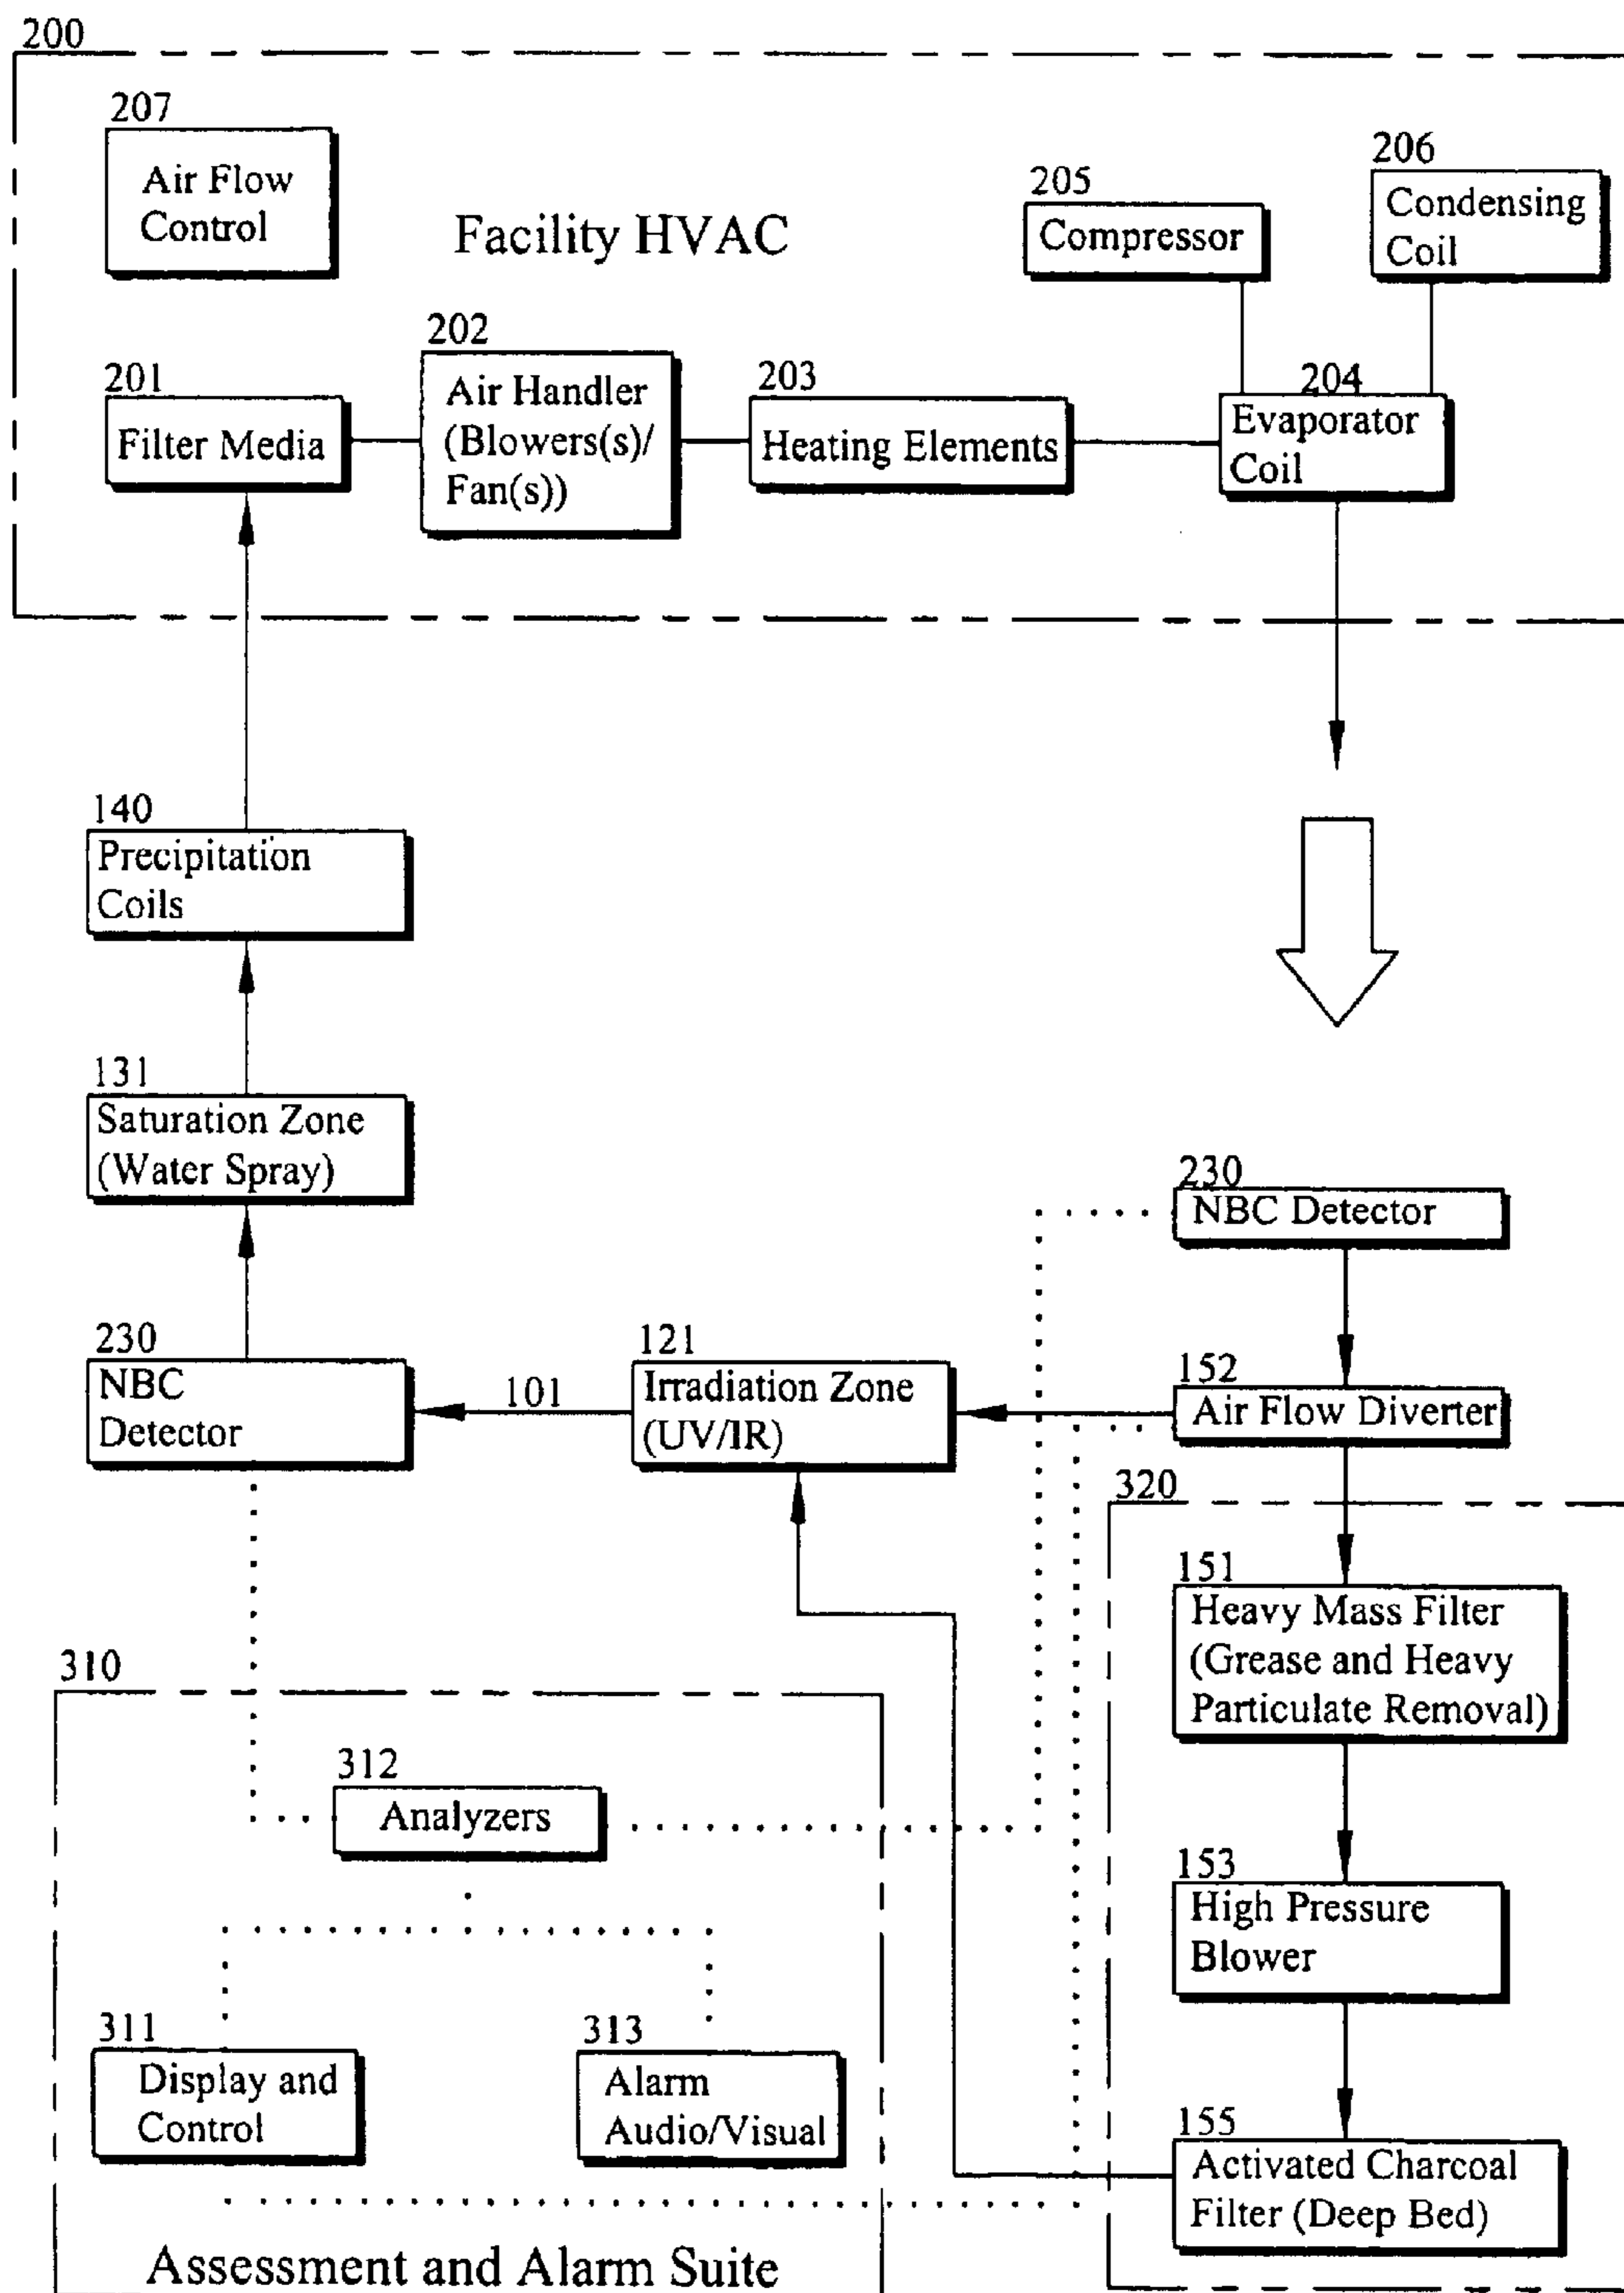 200
207
Air Flow
Control
Facility HVAC
205
Compressor
206
Condensing
Coil
201
Filter Media
202
Air Handler
(Blowers(s)/
Fan(s))
203
Heating Elements
204
Evaporator
Coil
140
Precipitation
Coils
131
Saturation Zone
(Water Spray)
230
NBC Detector
230
NBC
Detector
101
121
Irradiation Zone
(UV/IR)
152
Air Flow Diverter
320
151
Heavy Mass Filter
(Grease and Heavy
Particulate Removal)
310
312
Analyzers
153
High Pressure
Blower
311
Display and
Control
313
Alarm
Audio/Visual
155
Activated Charcoal
Filter (Deep Bed)
Assessment and Alarm Suite